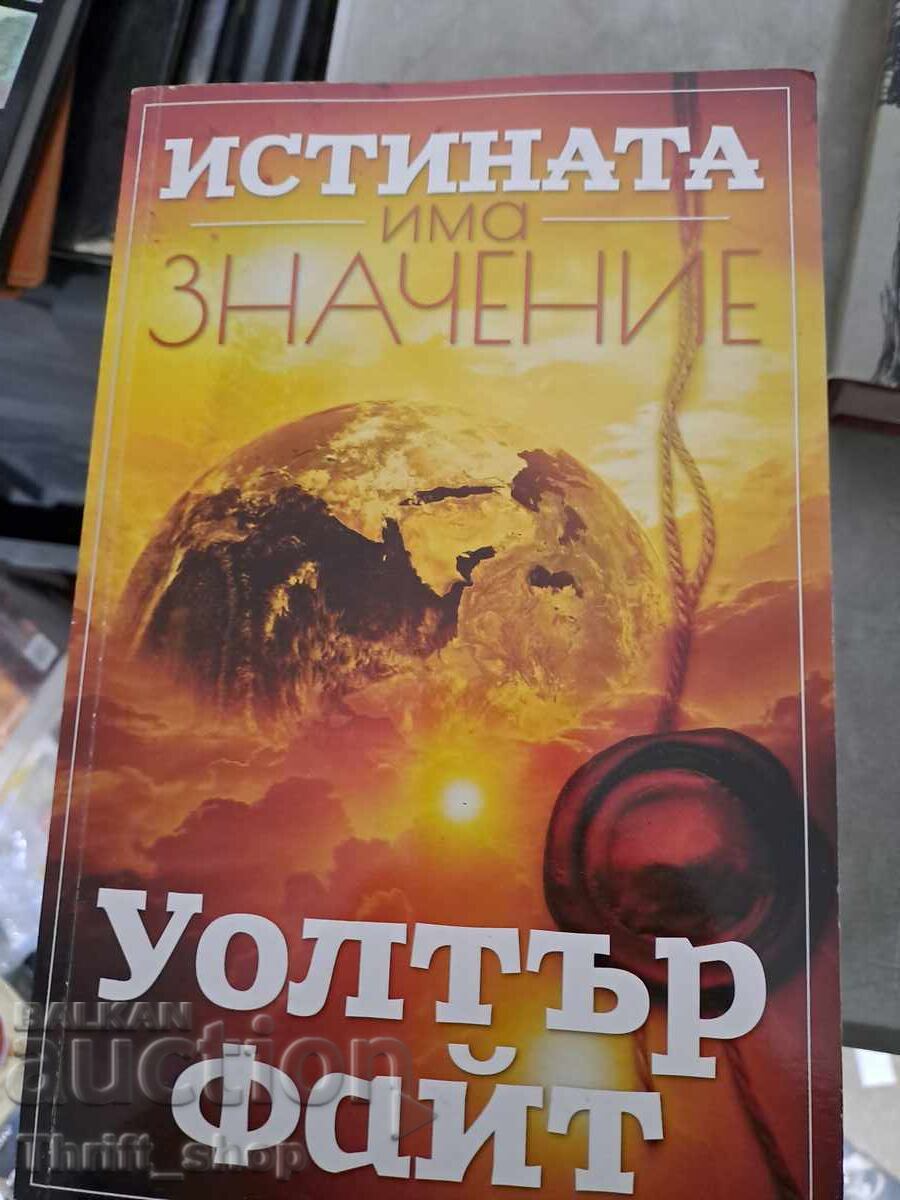 ИСТИНАТА
има
ЗНАЧЕНИЕ
Уолтър
Файт
BALKAN
auction
Thrift_shop